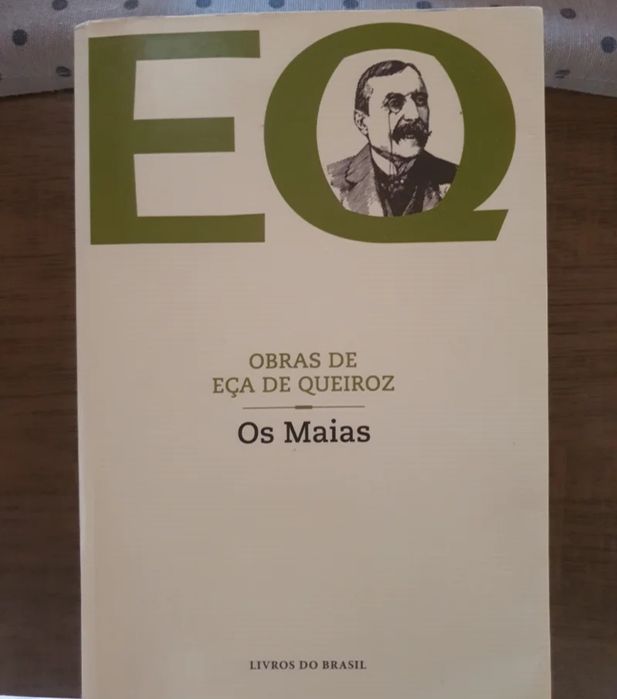 EQ
OBRAS DE
EÇA DE QUEIROZ
Os Maias
LIVROS DO BRASIL